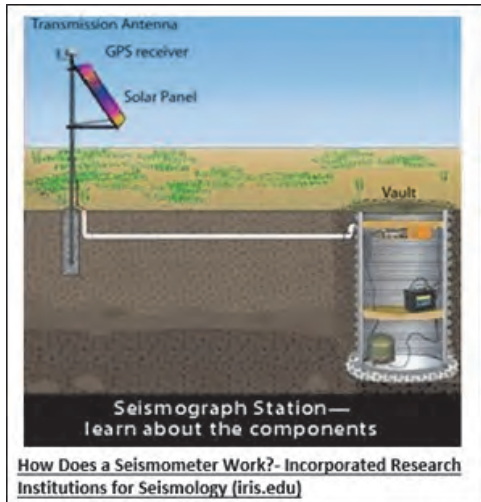 Transmission Antenna
GPS receiver
Solar Panel
Vault
Seismograph Station—
learn about the components
How Does a Seismometer Work?- Incorporated Research
Institutions for Seismology (iris.edu)